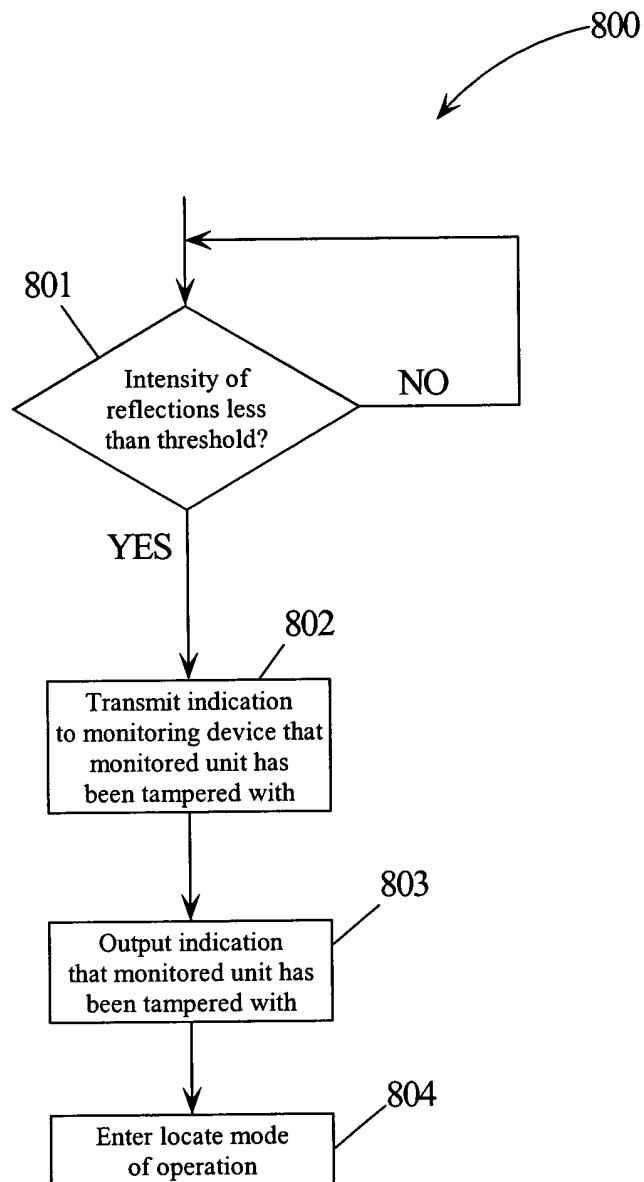 800
801
Intensity of
reflections less
than threshold?
NO
YES
802
Transmit indication
to monitoring device that
monitored unit has
been tampered with
803
Output indication
that monitored unit has
been tampered with
804
Enter locate mode
of operation